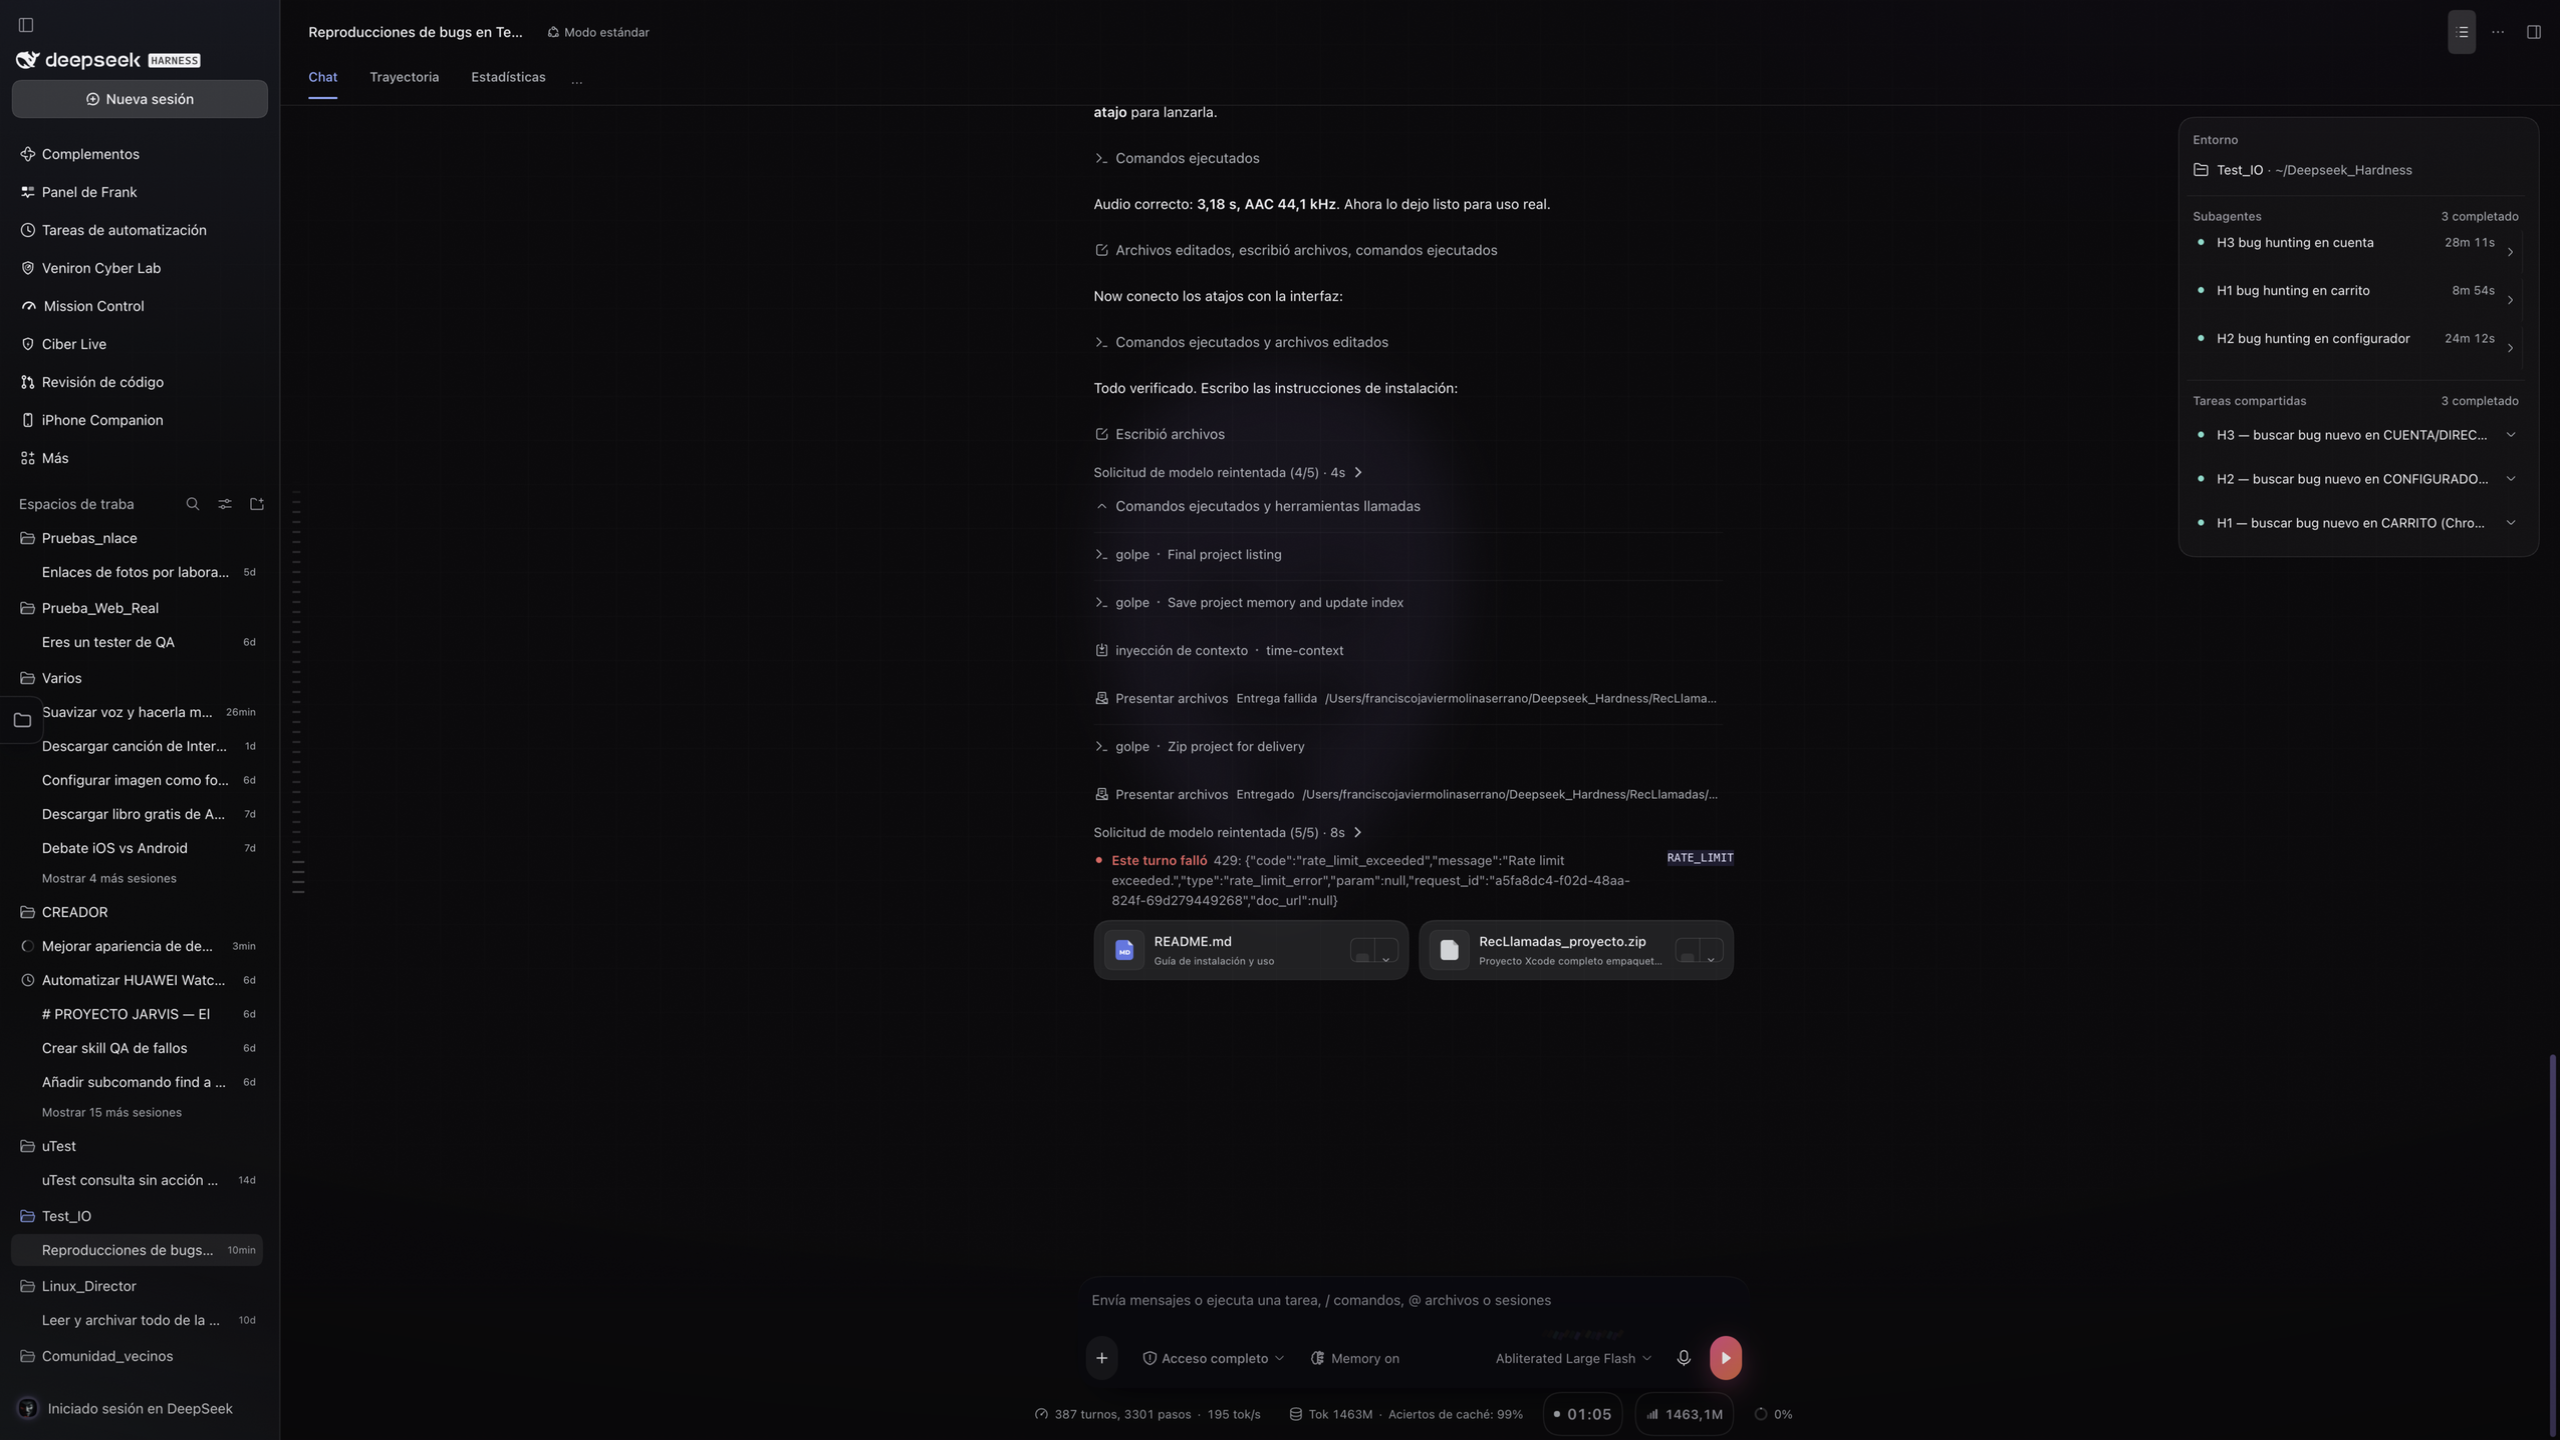 deepseek HARNESS
Nueva sesión
Complementos
Panel de Frank
Tareas de automatización
Veniron Cyber Lab
Mission Control
Ciber Live
Revisión de código
iPhone Companion
Más
Espacios de traba
Pruebas_nlace
Enlaces de fotos por labora... 5d
Prueba_Web_Real
Eres un tester de QA 6d
Varios
Suavizar voz y hacerla m... 26min
Descargar canción de Inter... 1d
Configurar imagen como fo... 6d
Descargar libro gratis de A... 7d
Debate iOS vs Android 7d
Mostrar 4 más sesiones
CREADOR
Mejorar apariencia de de... 3min
Automatizar HUAWEI Watc... 6d
# PROYECTO JARVIS — El 6d
Crear skill QA de fallos 6d
Añadir subcomando find a ... 6d
Mostrar 15 más sesiones
uTest
uTest consulta sin acción ... 14d
Test_IO
Reproducciones de bugs... 10min
Linux_Director
Leer y archivar todo de la ... 10d
Comunidad_vecinos
Iniciado sesión en DeepSeek
Reproducciones de bugs en Te... Modo estándar
Chat Trayectoria Estadísticas ...
atajo para lanzarla.
Comandos ejecutados
Audio correcto: 3,18 s, AAC 44,1 kHz. Ahora lo dejo listo para uso real.
Archivos editados, escribió archivos, comandos ejecutados
Now conecto los atajos con la interfaz:
Comandos ejecutados y archivos editados
Todo verificado. Escribo las instrucciones de instalación:
Escribió archivos
Solicitud de modelo reintentada (4/5) · 4s
Comandos ejecutados y herramientas llamadas
golpe · Final project listing
golpe · Save project memory and update index
inyección de contexto · time-context
Presentar archivos Entrega fallida /Users/franciscojaviermolinaserrano/Deepseek_Hardness/RecLlama...
golpe · Zip project for delivery
Presentar archivos Entregado /Users/franciscojaviermolinaserrano/Deepseek_Hardness/RecLlamadas/...
Solicitud de modelo reintentada (5/5) · 8s
Este turno falló 429: {"code":"rate_limit_exceeded","message":"Rate limit RATE_LIMIT
exceeded.","type":"rate_limit_error","param":null,"request_id":"a5fa8dc4-f02d-48aa-
824f-69d279449268","doc_url":null}
README.md
Guía de instalación y uso
RecLlamadas_proyecto.zip
Proyecto Xcode completo empaquet...
Envía mensajes o ejecuta una tarea, / comandos, @ archivos o sesiones
Acceso completo Memory on Abliterated Large Flash
387 turnos, 3301 pasos · 195 tok/s Tok 1463M · Aciertos de caché: 99% 01:05 1463,1M 0%
Entorno
Test_IO · ~/Deepseek_Hardness
Subagentes 3 completado
H3 bug hunting en cuenta 28m 11s
H1 bug hunting en carrito 8m 54s
H2 bug hunting en configurador 24m 12s
Tareas compartidas 3 completado
H3 — buscar bug nuevo en CUENTA/DIREC...
H2 — buscar bug nuevo en CONFIGURADO...
H1 — buscar bug nuevo en CARRITO (Chro...